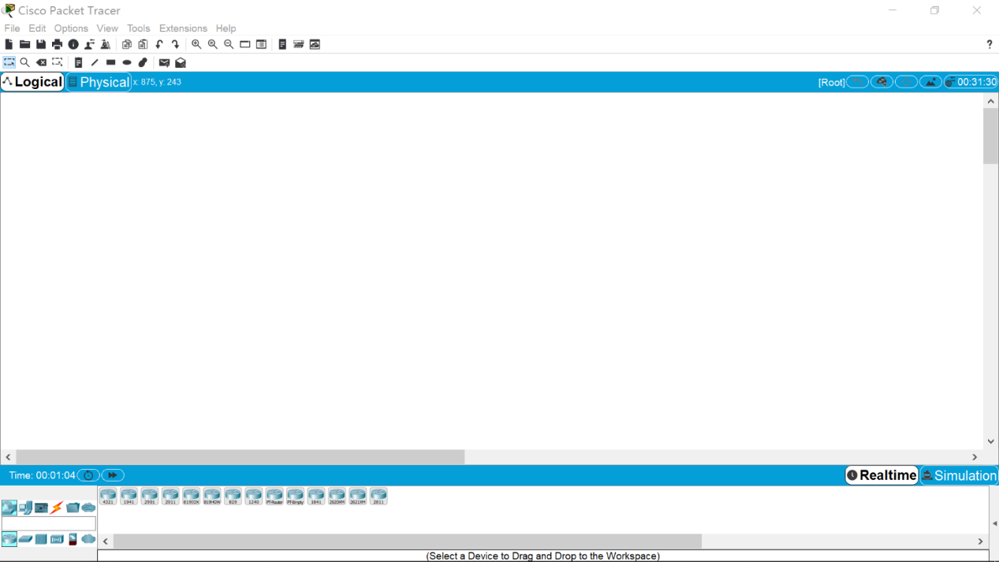 Cisco Packet Tracer
File Edit Options View Tools Extensions Help
?
Logical Physical x: 875, y: 243 [Root] 00:31:30
Time: 00:01:04 Realtime Simulation
4321 1941 2901 2911 819IOX 819HGW 829 1240 PT-Router PT-Empty 1841 2620XM 2621XM 2811
(Select a Device to Drag and Drop to the Workspace)